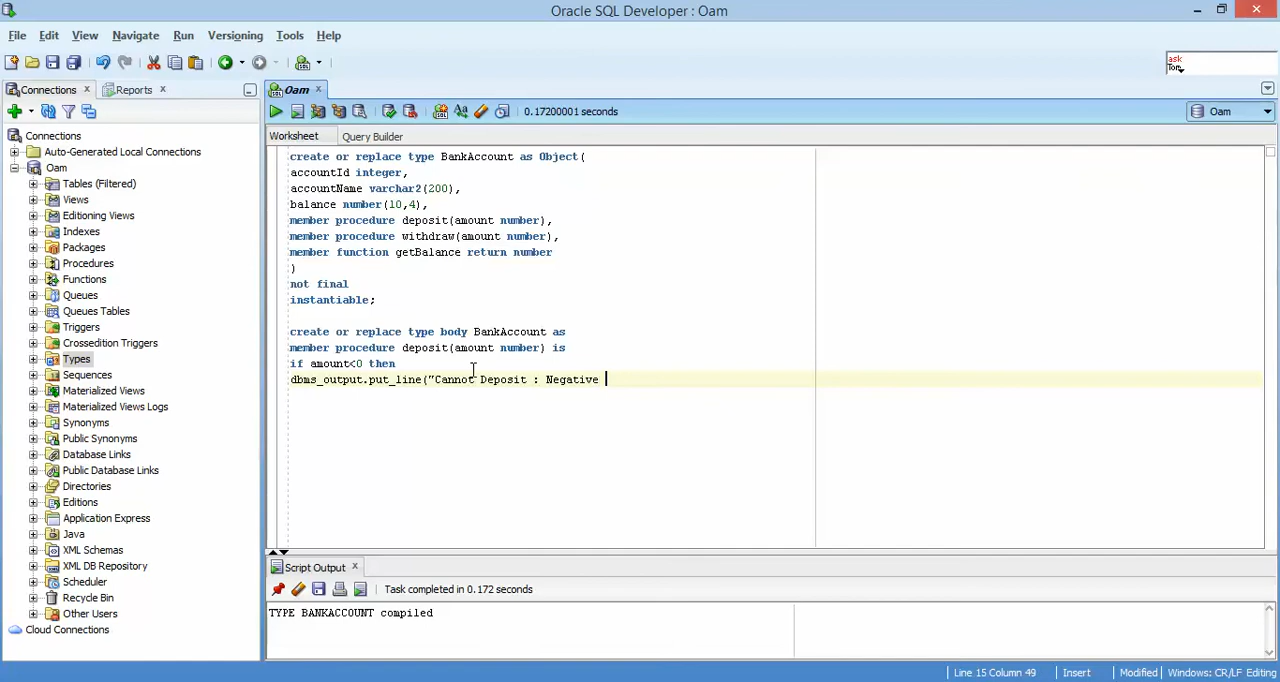 Oracle SQL Developer : Oam
File Edit View Navigate Run Versioning Tools Help
ask
Tom
Connections Reports Oam
0.17200001 seconds Oam
Worksheet Query Builder
Connections
Auto-Generated Local Connections
Oam
Tables (Filtered)
Views
Editioning Views
Indexes
Packages
Procedures
Functions
Queues
Queues Tables
Triggers
Crossedition Triggers
Types
Sequences
Materialized Views
Materialized Views Logs
Synonyms
Public Synonyms
Database Links
Public Database Links
Directories
Editions
Application Express
Java
XML Schemas
XML DB Repository
Scheduler
Recycle Bin
Other Users
Cloud Connections
create or replace type BankAccount as Object(
accountId integer,
accountName varchar2(200),
balance number(10,4),
member procedure deposit(amount number),
member procedure withdraw(amount number),
member function getBalance return number
)
not final
instantiable;
create or replace type body BankAccount as
member procedure deposit(amount number) is
if amount<0 then
dbms_output.put_line("Cannot Deposit : Negative
Script Output
Task completed in 0.172 seconds
TYPE BANKACCOUNT compiled
Line 15 Column 49 Insert Modified Windows: CR/LF Editing